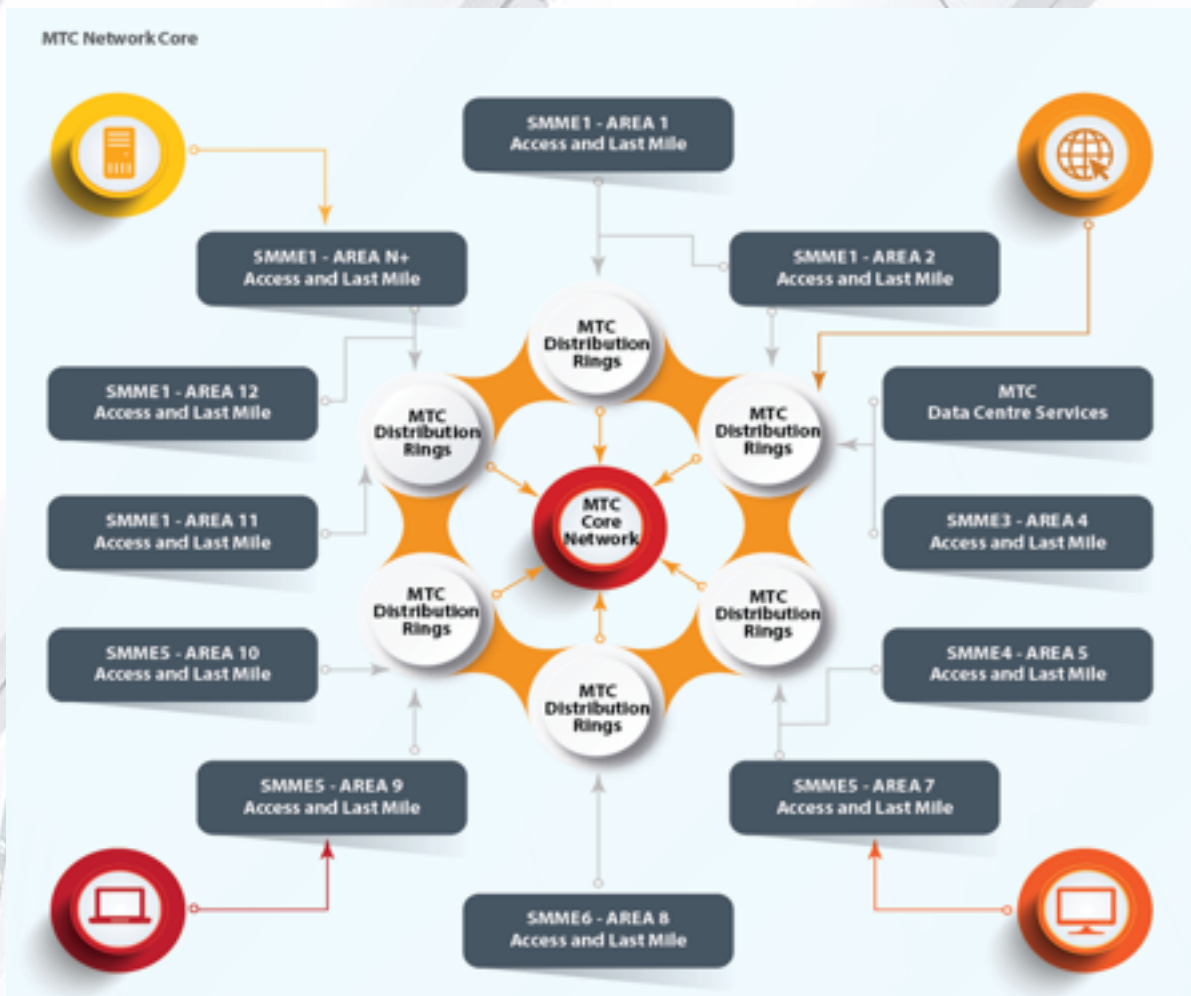 MTC Network Core
SMME1 - AREA 1
Access and Last Mile
SMME1 - AREA N+
Access and Last Mile
SMME1 - AREA 2
Access and Last Mile
MTC
Distribution
Rings
SMME1 - AREA 12
Access and Last Mile
MTC
Distribution
Rings
MTC
Distribution
Rings
MTC
Data Centre Services
MTC
Core
Network
SMME1 - AREA 11
Access and Last Mile
SMME3 - AREA 4
Access and Last Mile
MTC
Distribution
Rings
MTC
Distribution
Rings
SMME5 - AREA 10
Access and Last Mile
SMME4 - AREA 5
Access and Last Mile
MTC
Distribution
Rings
SMME5 - AREA 9
Access and Last Mile
SMME5 - AREA 7
Access and Last Mile
SMME6 - AREA 8
Access and Last Mile